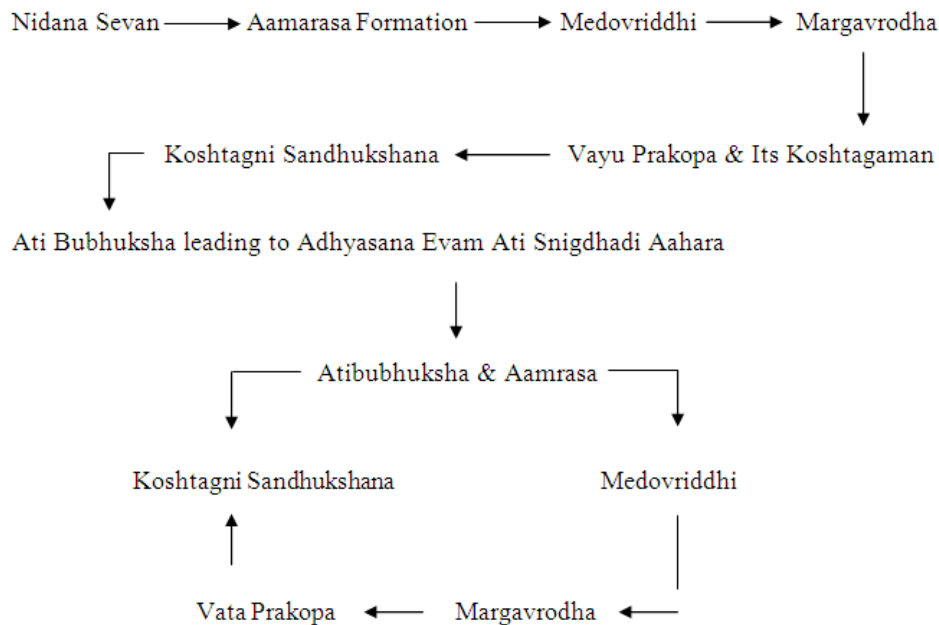 Nidana Sevan Aamarasa Formation Medovriddhi Margavrodha
Koshtagni Sandhukshana Vayu Prakopa & Its Koshtagaman
Ati Bubhuksha leading to Adhyasana Evam Ati Snigdhadi Aahara
Atibubhuksha & Aamrasa
Koshtagni Sandhukshana Medovriddhi
Vata Prakopa Margavrodha